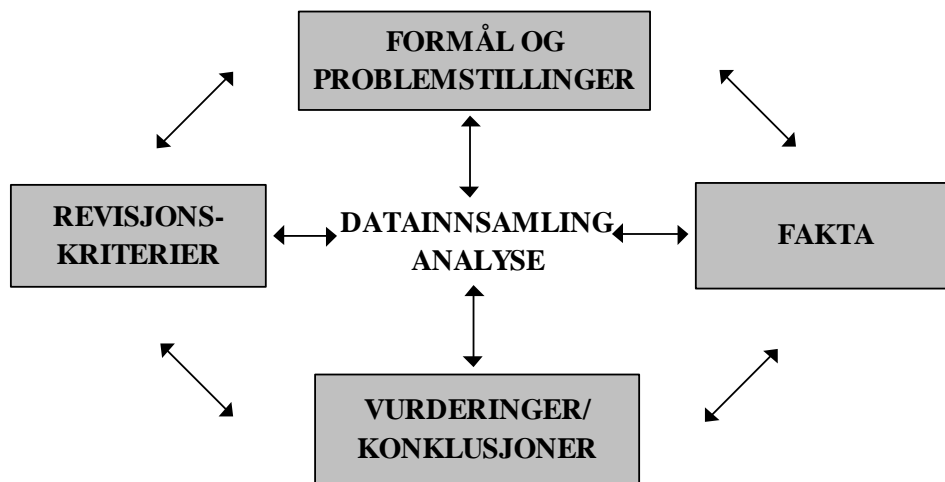 FORMÅL OG
PROBLEMSTILLINGER
REVISJONS-
KRITERIER
DATAINNSAMLING
ANALYSE
FAKTA
VURDERINGER/
KONKLUSJONER